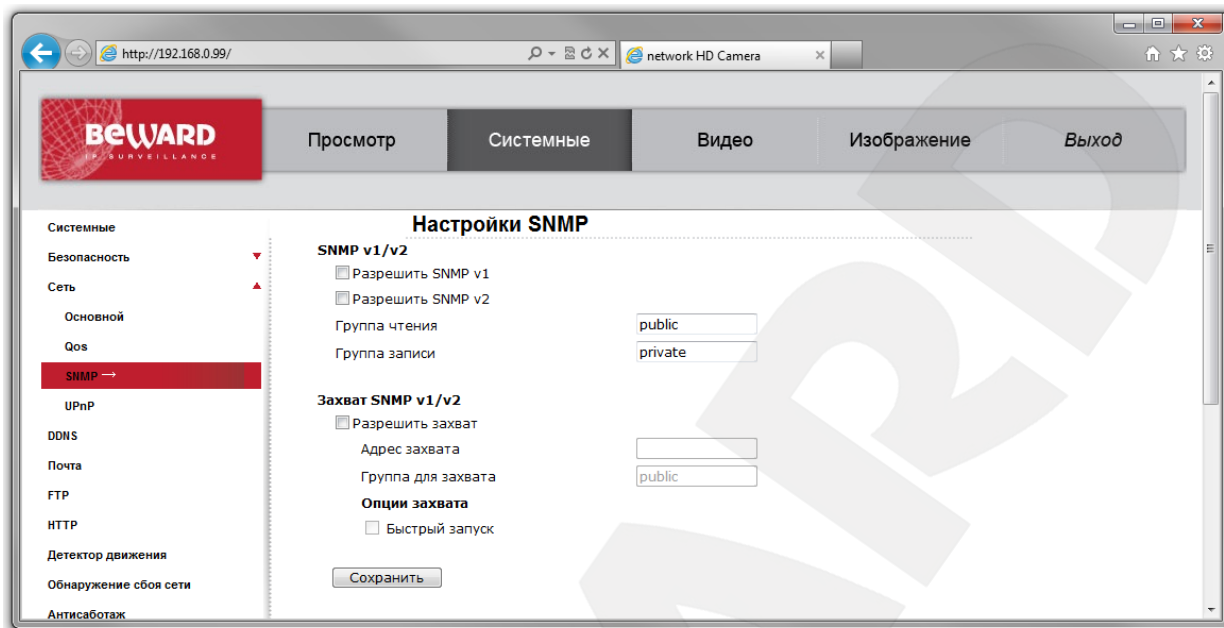 http://192.168.0.99/
network HD Camera
BEWARD
IP SURVEILLANCE
Просмотр
Системные
Видео
Изображение
Выход
Системные
Безопасность
Сеть
Основной
Qos
SNMP →
UPnP
DDNS
Почта
FTP
HTTP
Детектор движения
Обнаружение сбоя сети
Антисаботаж
Настройки SNMP
SNMP v1/v2
Разрешить SNMP v1
Разрешить SNMP v2
Группа чтения public
Группа записи private
Захват SNMP v1/v2
Разрешить захват
Адрес захвата
Группа для захвата public
Опции захвата
Быстрый запуск
Сохранить
ARD